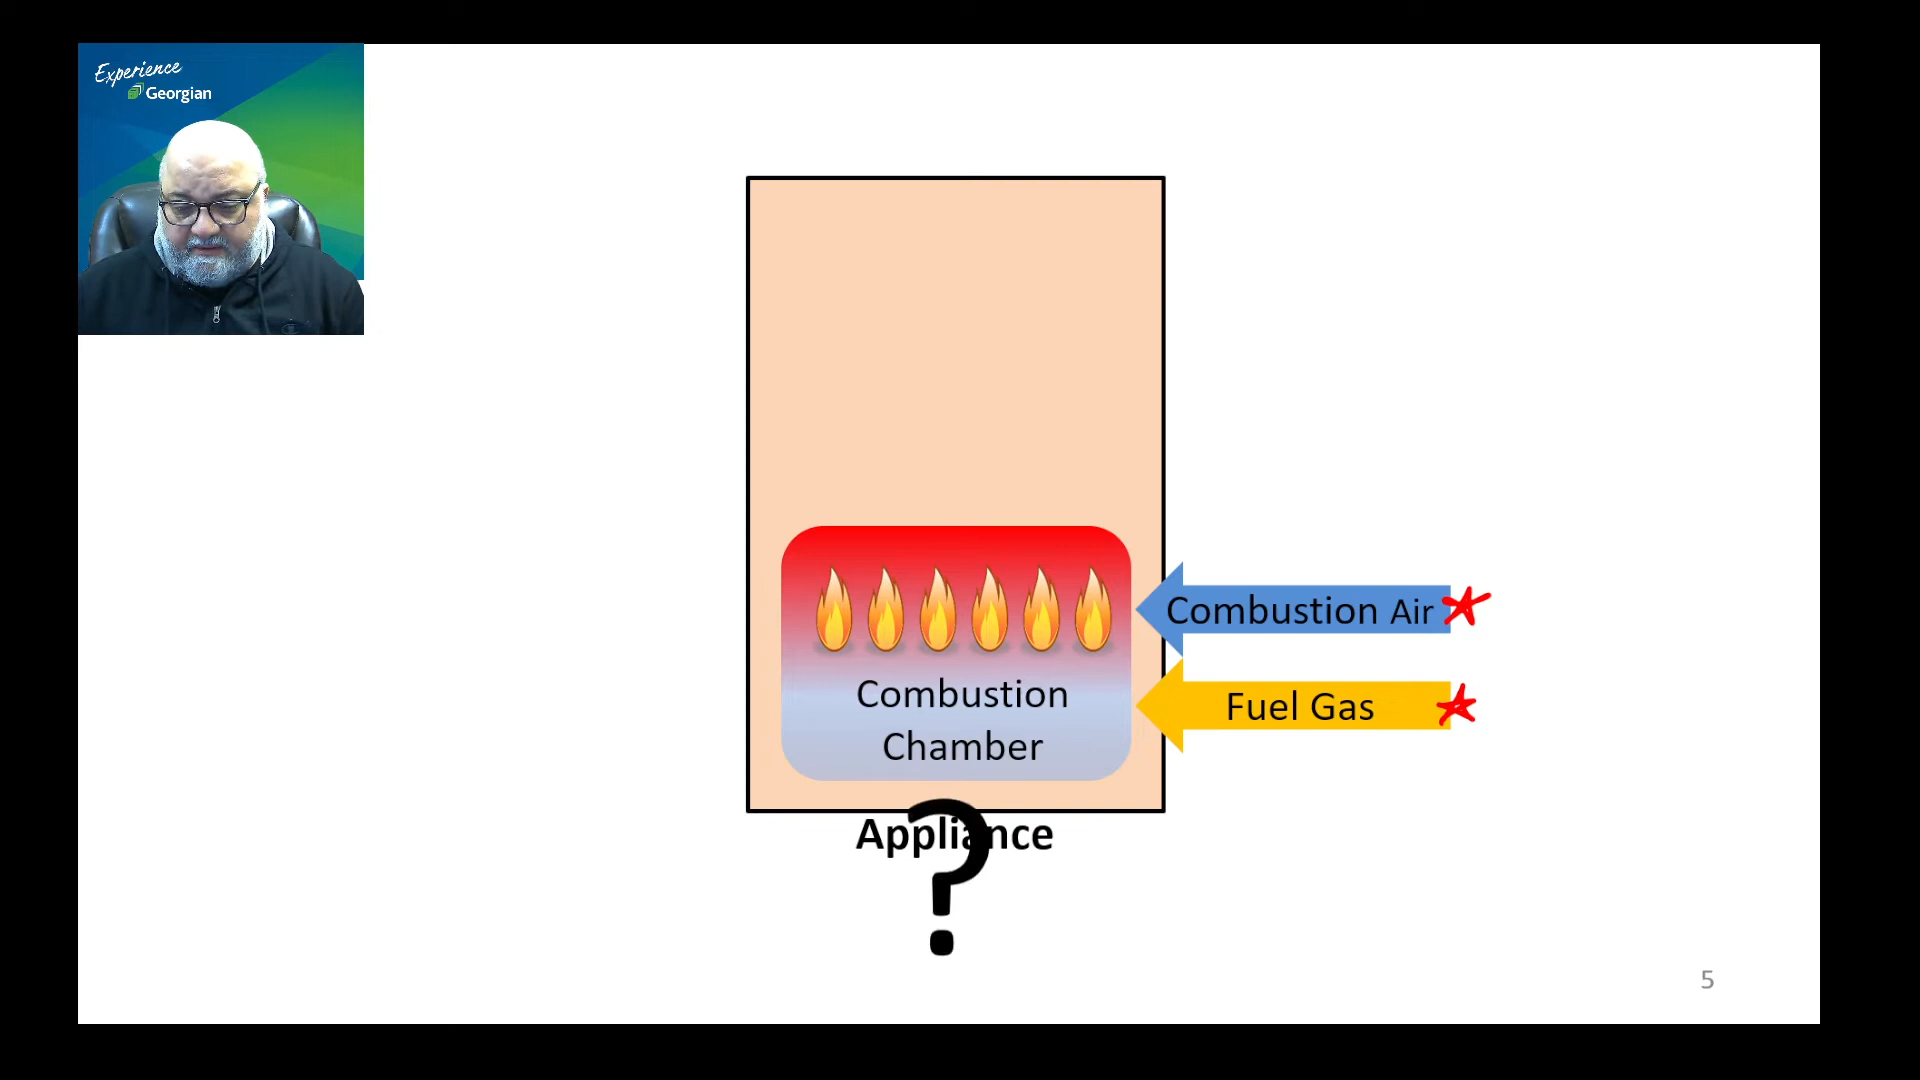 Experience
Georgian
Combustion Air
Fuel Gas
Combustion
Chamber
Appliance
?
5